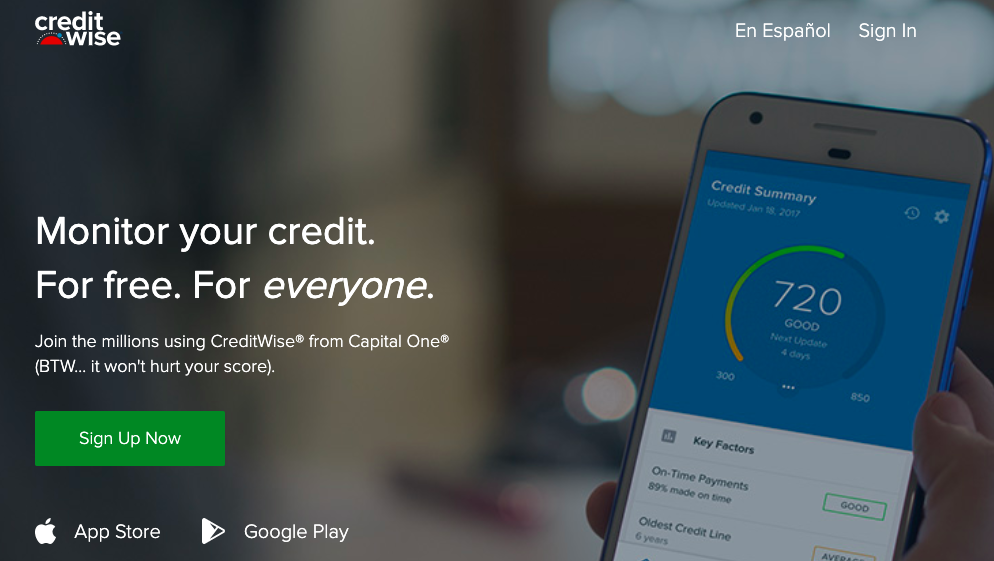 credit
wise
En Español
Sign In
Monitor your credit.
For free. For everyone.
Join the millions using CreditWise® from Capital One®
(BTW... it won't hurt your score).
Sign Up Now
App Store
Google Play
Credit Summary
Updated Jan 18, 2017
720
GOOD
Next Update
4 days
300
850
Key Factors
On-Time Payments
89% made on time
GOOD
Oldest Credit Line
6 years
AVERAGE